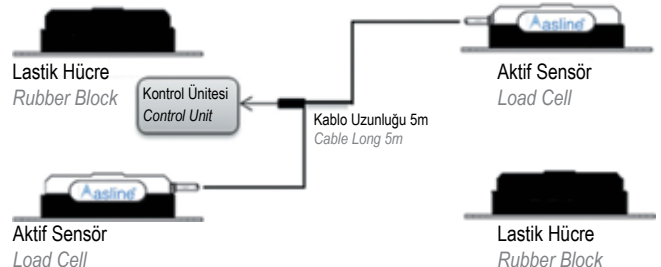 Aasline
Lastik Hücre
Rubber Block
Aktif Sensör
Load Cell
Kontrol Ünitesi
Control Unit
Kablo Uzunluğu 5m
Cable Long 5m
Aasline
Aktif Sensör
Load Cell
Lastik Hücre
Rubber Block